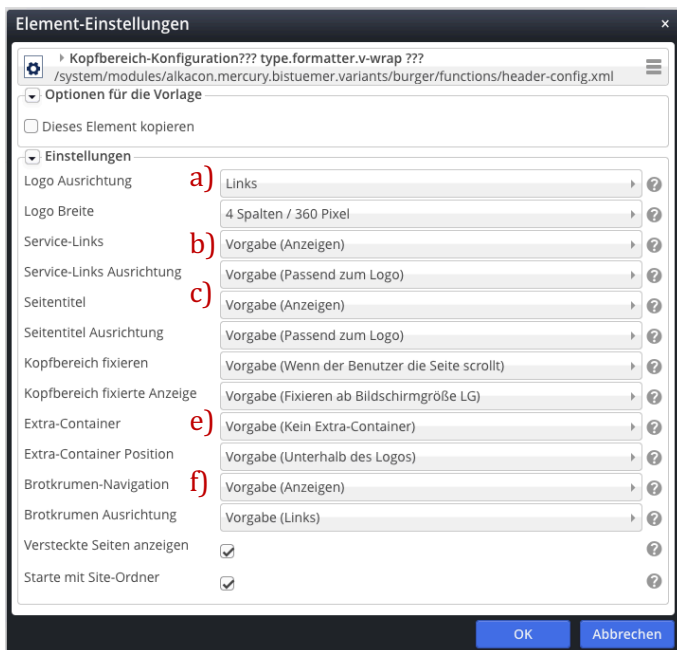 Element-Einstellungen ×
Kopfbereich-Konfiguration??? type.formatter.v-wrap ???
/system/modules/alkacon.mercury.bistuemer.variants/burger/functions/header-config.xml
Optionen für die Vorlage
Dieses Element kopieren
Einstellungen
Logo Ausrichtung a) Links
Logo Breite 4 Spalten / 360 Pixel
Service-Links b) Vorgabe (Anzeigen)
Service-Links Ausrichtung Vorgabe (Passend zum Logo)
Seitentitel c) Vorgabe (Anzeigen)
Seitentitel Ausrichtung Vorgabe (Passend zum Logo)
Kopfbereich fixieren Vorgabe (Wenn der Benutzer die Seite scrollt)
Kopfbereich fixierte Anzeige Vorgabe (Fixieren ab Bildschirmgröße LG)
Extra-Container e) Vorgabe (Kein Extra-Container)
Extra-Container Position Vorgabe (Unterhalb des Logos)
Brotkrumen-Navigation f) Vorgabe (Anzeigen)
Brotkrumen Ausrichtung Vorgabe (Links)
Versteckte Seiten anzeigen
Starte mit Site-Ordner
OK Abbrechen